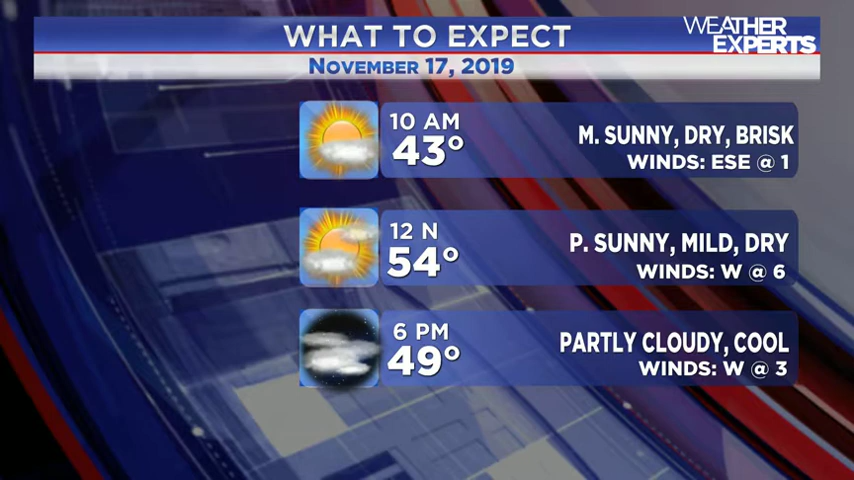 WHAT TO EXPECT
WEATHER
EXPERTS
NOVEMBER 17, 2019
10 AM
43°
M. SUNNY, DRY, BRISK
WINDS: ESE @ 1
12 N
54°
P. SUNNY, MILD, DRY
WINDS: W @ 6
6 PM
49°
PARTLY CLOUDY, COOL
WINDS: W @ 3